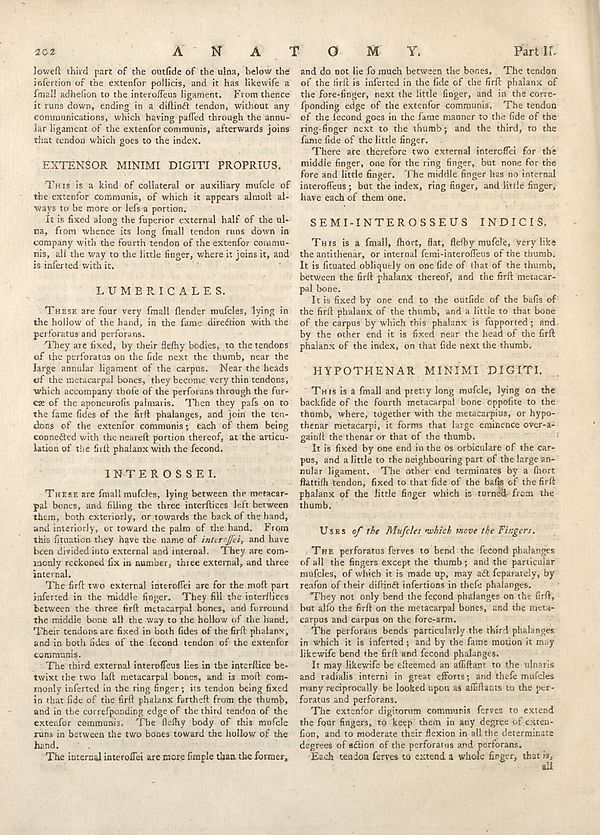 202 A N A T O M Y. Part II.
loweſt third part of the outſide of the ulna, below the
inſertion of the extenſor pollicis, and it has likewiſe a
ſmall adheſion to the interoſſeus ligament. From thence
it runs down, ending in a diſtinct tendon, without any
communications, which having paſſed through the annu-
lar ligament of the extenſor communis, afterwards joins
that tendon which goes to the index.
EXTENSOR MINIMI DIGITI PROPRIUS.
THIS is a kind of collateral or auxiliary muſcle of
the extenſor communis, of which it appears almoſt al-
ways to be more or leſs a portion.
It is fixed along the ſuperior external half of the ul-
na, from whence its long ſmall tendon runs down in
company with the fourth tendon of the extenſor commu-
nis, all the way to the little finger, where it joins it, and
is inſerted with it.
LUMBRICALES.
THESE are four very ſmall ſlender muſcles, lying in
the hollow of the hand, in the ſame direction with the
perforatus and perforans.
They are fixed, by their fleſhy bodies, to the tendons
of the perforatus on the ſide next the thumb, near the
large annular ligament of the carpus. Near the heads
of the metacarpal bones, they become very thin tendons,
which accompany thoſe of the perforans through the fur-
cæ of the aponeuroſis palmaris. Then they paſs on to
the ſame ſides of the firſt phalanges, and join the ten-
dons of the extenſor communis; each of them being
connected with the neareſt portion thereof, at the articu-
lation of the firſt phalanx with the ſecond.
INTEROSSEI.
THESE are ſmall muſcles, lying between the metacar-
pal bones, and filling the three interſtices left between
them, both exteriorly, or towards the back of the hand,
and interiorly, or toward the palm of the hand. From
this ſituation they have the name of interoſſei, and have
been divided into external and internal. They are com-
monly reckoned ſix in number, three external, and three
internal.
The firſt two external interoſſei are for the moſt part
inſerted in the middle finger. They fill the interſtices
between the three firſt metacarpal bones, and ſurround
the middle bone all the way to the hollow of the hand.
Their tendons are fixed in both ſides of the firſt phalanx,
and in both ſides of the ſecond tendon of the extenſor
communis.
The third external interoſſeus lies in the interſtice be-
twixt the two laſt metacarpal bones, and is moſt com-
monly inſerted in the ring finger; its tendon being fixed
in that ſide of the firſt phalanx fartheſt from the thumb,
and in the correſponding edge of the third tendon of the
extenſor communis. The fleſhy body of this muſcle
runs in between the two bones toward the hollow of the
hand.
The internal interoſſei are more ſimple than the former,
and do not lie ſo much between the bones. The tendon
of the firſt is inſerted in the ſide of the firſt phalanx of
the fore-finger, next the little finger, and in the corre-
ſponding edge of the extenſor communis. The tendon
of the ſecond goes in the ſame manner to the ſide of the
ring-finger next to the thumb; and the third, to the
ſame ſide of the little finger.
There are therefore two external interoſſei for the
middle finger, one for the ring finger, but none for the
fore and little finger. The middle finger has no internal
interoſſeus; but the index, ring finger, and little finger,
have each of them one.
SEMI-INTEROSSEUS INDICIS.
THIS is a ſmall, ſhort, flat, fleſhy muſcle, very like
the antithenar, or internal ſemi-interoſſeus of the thumb.
It is ſituated obliquely on one ſide of that of the thumb,
between the firſt phalanx thereof, and the firſt metacar-
pal bone.
It is fixed by one end to the outſide of the baſis of
the firſt phalanx of the thumb, and a little to that bone
of the carpus by which this phalanx is ſupported; and
by the other end it is fixed near the head of the firſt
phalanx of the index, on that ſide next the thumb.
HYPOTHENAR MINIMI DIGITI.
THIS is a ſmall and pretty long muſcle, lying on the
backſide of the fourth metacarpal bone oppoſite to the
thumb, where, together with the metacarpius, or hypo-
thenar metacarpi, it forms that large eminence over-a-
gainſt the thenar or that of the thumb.
It is fixed by one end in the os orbiculare of the car-
pus, and a little to the neighbouring part of the large an-
nular ligament. The other end terminates by a ſhort
flattiſh tendon, fixed to that ſide of the baſis of the firſt
phalanx of the little finger which is turned from the
thumb.
USES of the Muſcles which move the Fingers.
THE perforatus ſerves to bend the ſecond phalanges
of all the fingers except the thumb; and the particular
muſcles, of which it is made up, may act ſeparately, by
reaſon of their diſtinct inſertions in theſe phalanges.
They not only bend the ſecond phalanges on the firſt,
but alſo the firſt on the metacarpal bones, and the meta-
carpus and carpus on the fore-arm.
The perforans bends particularly the third phalanges
in which it is inſerted; and by the ſame motion it may
likewiſe bend the firſt and ſecond phalanges.
It may likewiſe be eſteemed an aſſiſtant to the ulnaris
and radialis interni in great efforts; and theſe muſcles
many reciprocally be looked upon as aſſiſtants to the per-
foratus and perforans.
The extenſor digitorum communis ſerves to extend
the four fingers, to keep them in any degree of exten-
ſion, and to moderate their flexion in all the determinate
degrees of action of the perforatus and perforans.
Each tendon ſerves to extend a whole finger, that is,
all